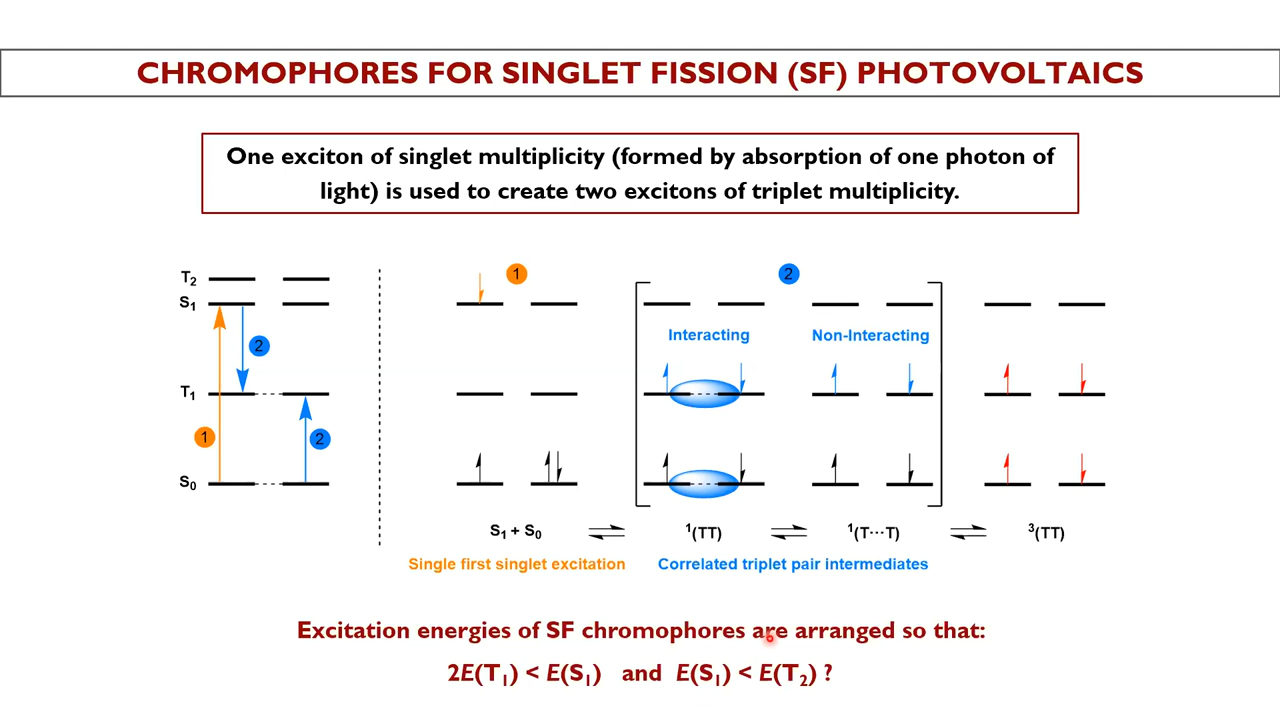 CHROMOPHORES FOR SINGLET FISSION (SF) PHOTOVOLTAICS
One exciton of singlet multiplicity (formed by absorption of one photon of
light) is used to create two excitons of triplet multiplicity.
T₂
S₁
T₁
S₀
1
2
2
1
2
Interacting
Non-Interacting
S₁ + S₀ ⇌ ¹(TT) ⇌ ¹(T···T) ⇌ ³(TT)
Single first singlet excitation
Correlated triplet pair intermediates
Excitation energies of SF chromophores are arranged so that:
2E(T₁) < E(S₁) and E(S₁) < E(T₂) ?